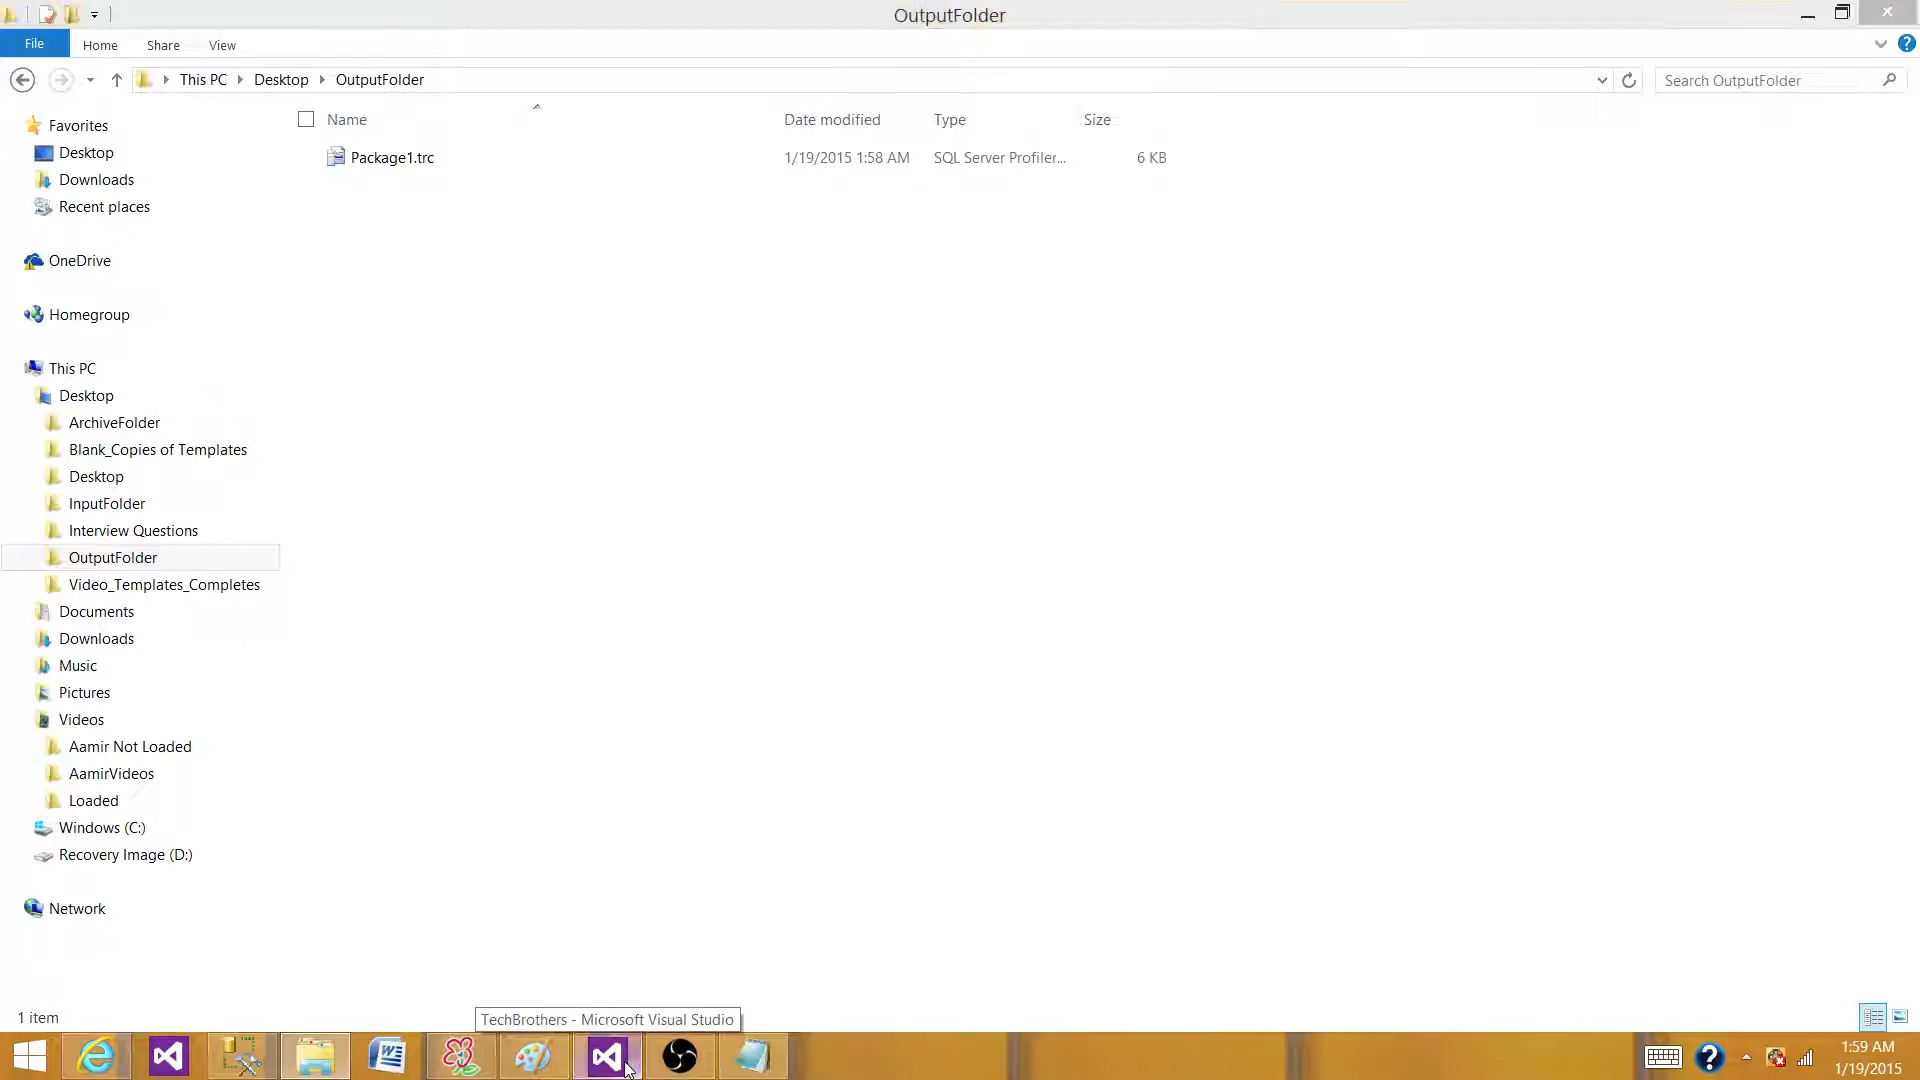 OutputFolder
File Home Share View
This PC Desktop OutputFolder Search OutputFolder
Name Date modified Type Size
Package1.trc 1/19/2015 1:58 AM SQL Server Profiler... 6 KB
Favorites
Desktop
Downloads
Recent places
OneDrive
Homegroup
This PC
Desktop
ArchiveFolder
Blank_Copies of Templates
Desktop
InputFolder
Interview Questions
OutputFolder
Video_Templates_Completes
Documents
Downloads
Music
Pictures
Videos
Aamir Not Loaded
AamirVideos
Loaded
Windows (C:)
Recovery Image (D:)
Network
1 item
TechBrothers - Microsoft Visual Studio
1:59 AM
1/19/2015